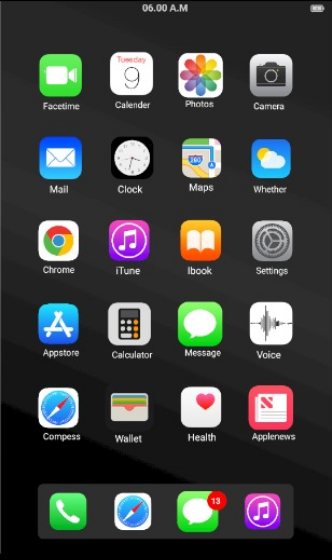 06.00 A.M
Tuesday
9
Facetime
Calender
Photos
Camera
280
Mail
Clock
Maps
Whether
Chrome
iTune
Ibook
Settings
Appstore
Calculator
Message
Voice
Compess
Wallet
Health
Applenews
13